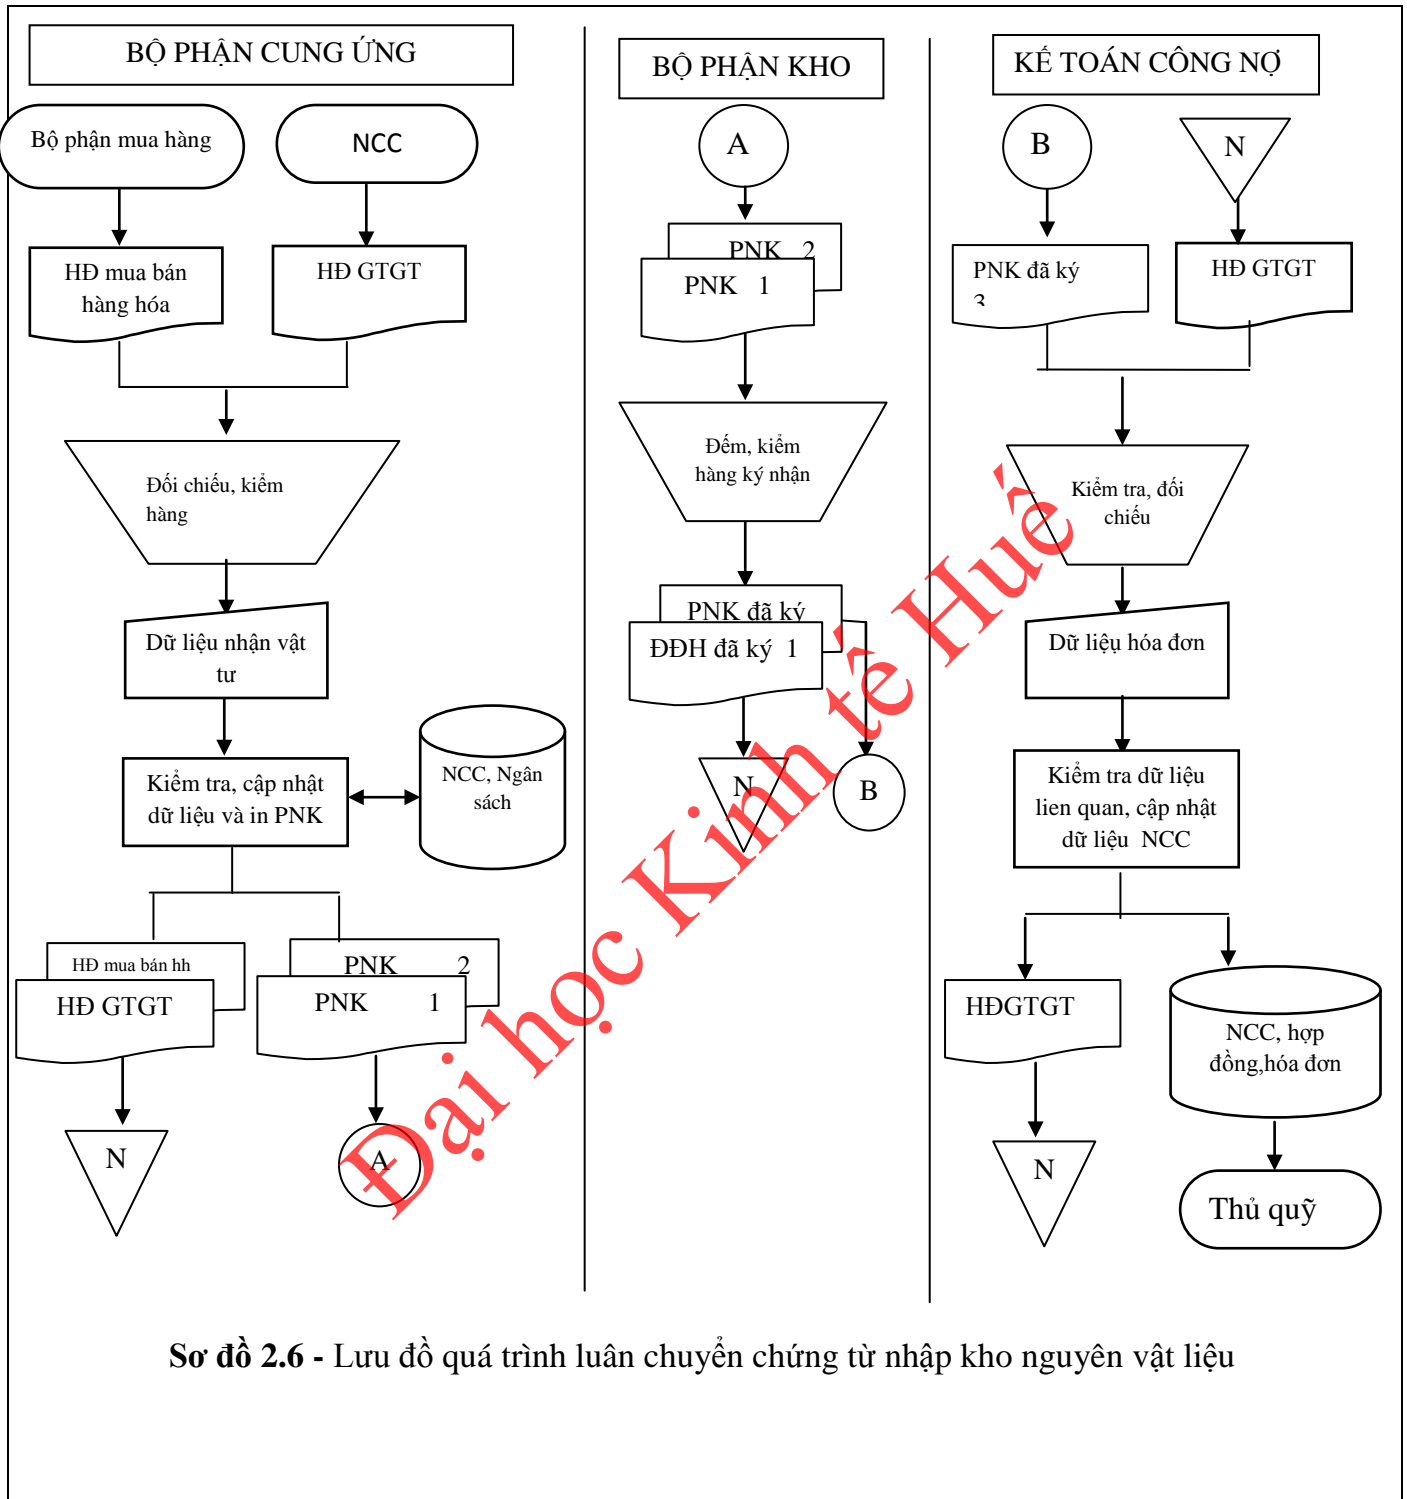 BỘ PHẬN CUNG ỨNG
Bộ phận mua hàng
NCC
HĐ mua bán
hàng hóa
HĐ GTGT
Đối chiếu, kiểm
hàng
Dữ liệu nhận vật
tư
Kiểm tra, cập nhật
dữ liệu và in PNK
NCC, Ngân
sách
HĐ mua bán hh
HĐ GTGT
PNK 2
PNK 1
N
A
BỘ PHẬN KHO
A
PNK 2
PNK 1
Đếm, kiểm
hàng ký nhận
PNK đã ký
ĐĐH đã ký 1
N
B
KẾ TOÁN CÔNG NỢ
B
N
PNK đã ký
3
HĐ GTGT
Kiểm tra, đối
chiếu
Dữ liệu hóa đơn
Kiểm tra dữ liệu
lien quan, cập nhật
dữ liệu NCC
HĐGTGT
NCC, hợp
đồng,hóa đơn
N
Thủ quỹ
Đại học Kinh tế Huế
Sơ đồ 2.6 - Lưu đồ quá trình luân chuyển chứng từ nhập kho nguyên vật liệu